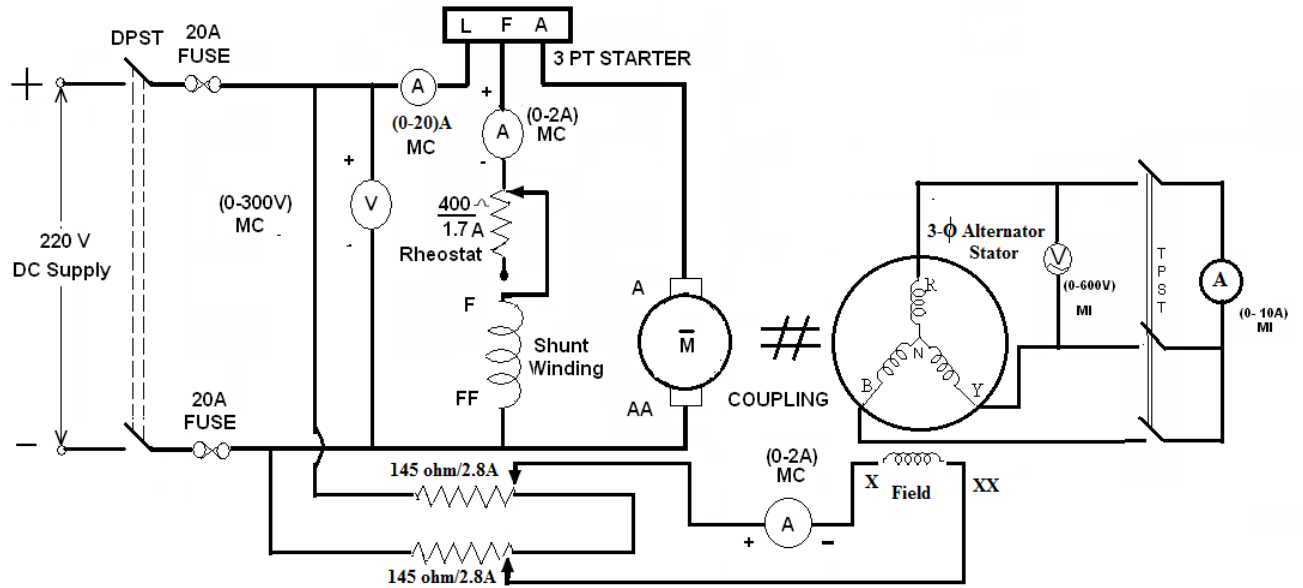 L F A
3 PT STARTER
DPST
20A
FUSE
+
A
(0-20)A
MC
+
(0-2A)
MC
A
-
+
(0-300V)
MC
V
-
400
1.7 A
Rheostat
220 V
DC Supply
F
Shunt
Winding
FF
A
M
AA
COUPLING
3-ϕ Alternator
Stator
R
N
B
Y
V
(0-600V)
MI
TPST
A
(0- 10A)
MI
-
20A
FUSE
145 ohm/2.8A
145 ohm/2.8A
(0-2A)
MC
A
+
-
X
Field
XX